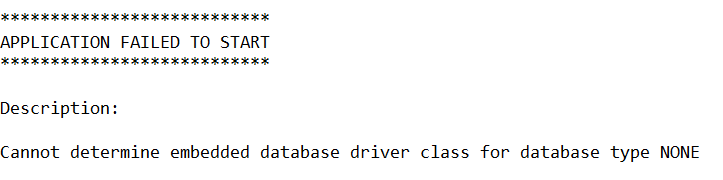 ***************************
APPLICATION FAILED TO START
***************************
Description:
Cannot determine embedded database driver class for database type NONE